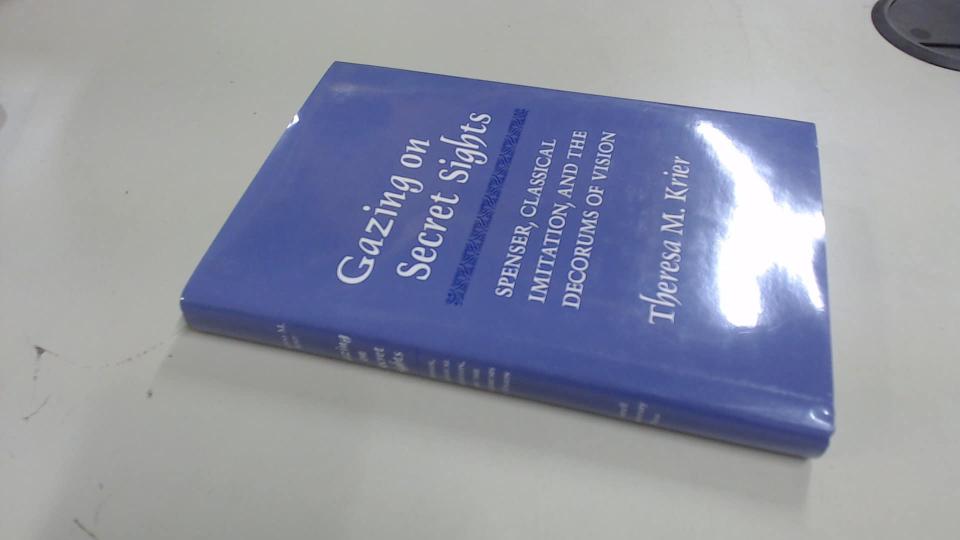 Gazing on
Secret Sights
SPENSER, CLASSICAL
IMITATION, AND THE
DECORUMS OF VISION
Theresa M. Krier